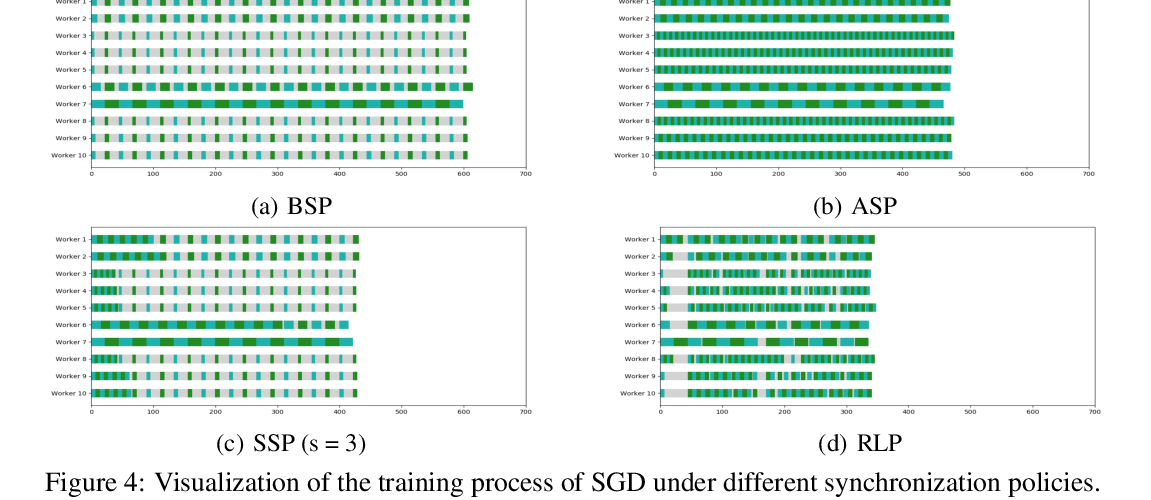 Worker 1
Worker 2
Worker 3
Worker 4
Worker 5
Worker 6
Worker 7
Worker 8
Worker 9
Worker 10
0 100 200 300 400 500 600 700
(a) BSP
Worker 1
Worker 2
Worker 3
Worker 4
Worker 5
Worker 6
Worker 7
Worker 8
Worker 9
Worker 10
0 100 200 300 400 500 600 700
(b) ASP
Worker 1
Worker 2
Worker 3
Worker 4
Worker 5
Worker 6
Worker 7
Worker 8
Worker 9
Worker 10
0 100 200 300 400 500 600 700
(c) SSP (s = 3)
Worker 1
Worker 2
Worker 3
Worker 4
Worker 5
Worker 6
Worker 7
Worker 8
Worker 9
Worker 10
0 100 200 300 400 500 600 700
(d) RLP
Figure 4: Visualization of the training process of SGD under different synchronization policies.